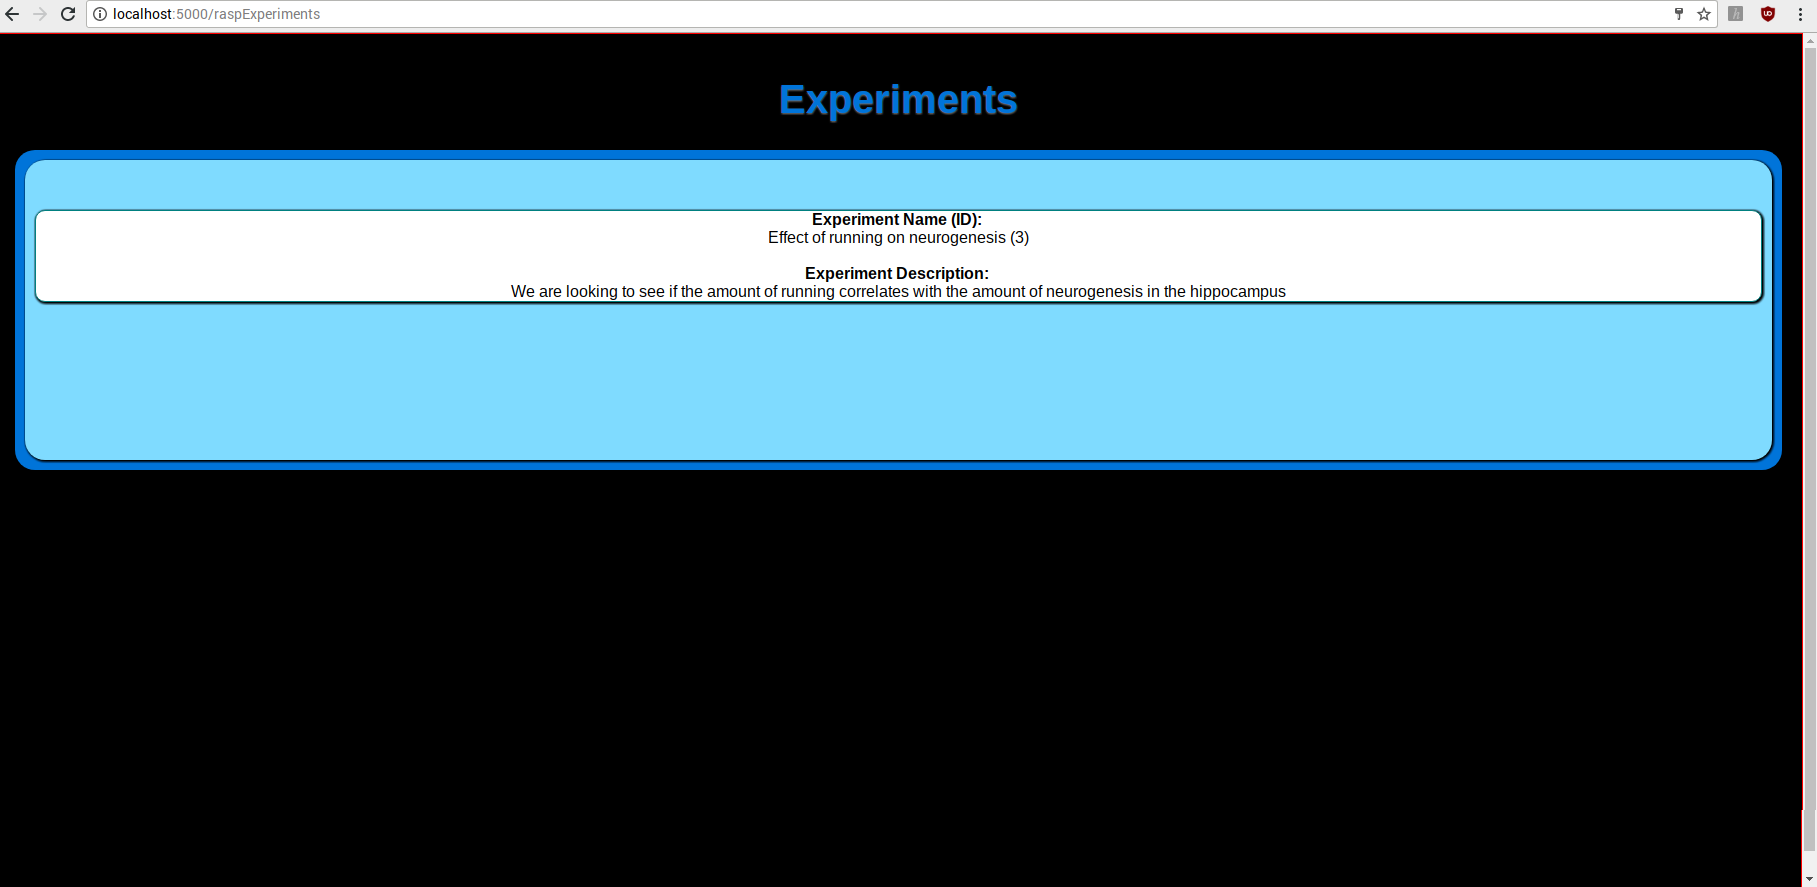 localhost:5000/raspExperiments
Experiments
Experiment Name (ID):
Effect of running on neurogenesis (3)
Experiment Description:
We are looking to see if the amount of running correlates with the amount of neurogenesis in the hippocampus